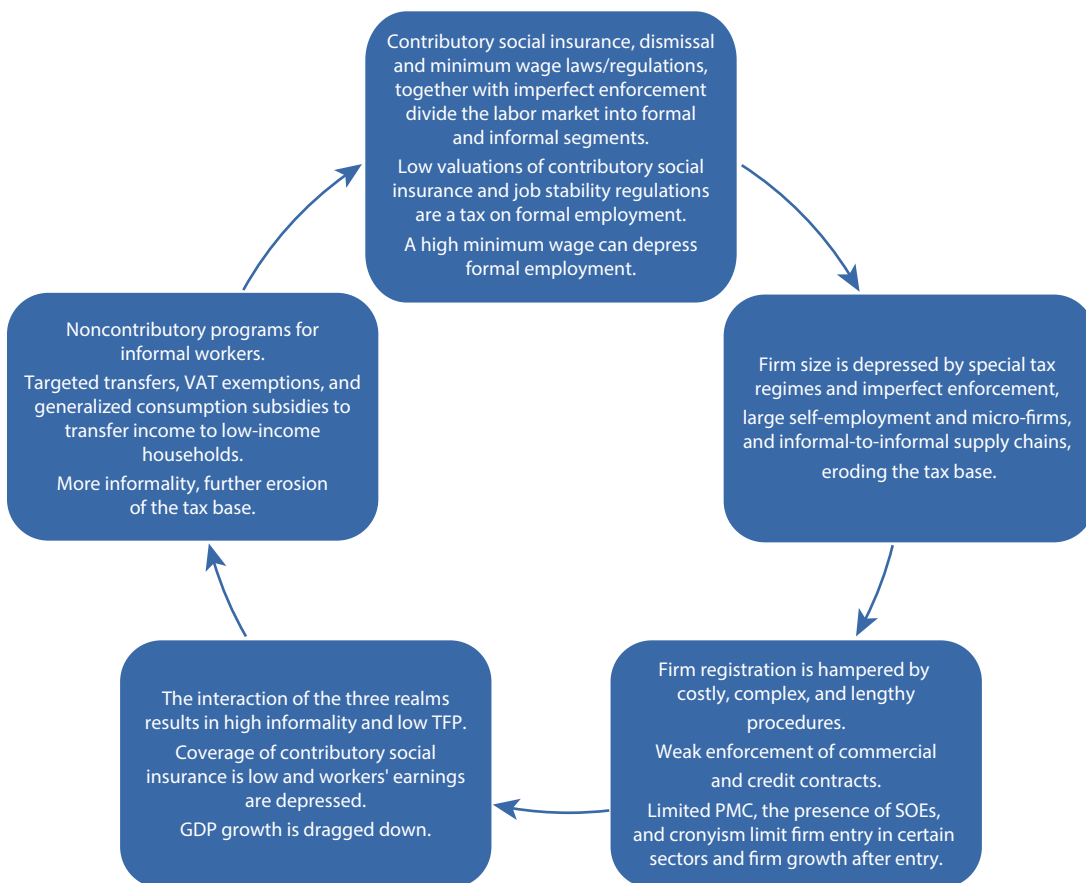 Contributory social insurance, dismissal
and minimum wage laws/regulations,
together with imperfect enforcement
divide the labor market into formal
and informal segments.
Low valuations of contributory social
insurance and job stability regulations
are a tax on formal employment.
A high minimum wage can depress
formal employment.
Firm size is depressed by special tax
regimes and imperfect enforcement,
large self-employment and micro-firms,
and informal-to-informal supply chains,
eroding the tax base.
Firm registration is hampered by
costly, complex, and lengthy
procedures.
Weak enforcement of commercial
and credit contracts.
Limited PMC, the presence of SOEs,
and cronyism limit firm entry in certain
sectors and firm growth after entry.
The interaction of the three realms
results in high informality and low TFP.
Coverage of contributory social
insurance is low and workers' earnings
are depressed.
GDP growth is dragged down.
Noncontributory programs for
informal workers.
Targeted transfers, VAT exemptions, and
generalized consumption subsidies to
transfer income to low-income
households.
More informality, further erosion
of the tax base.